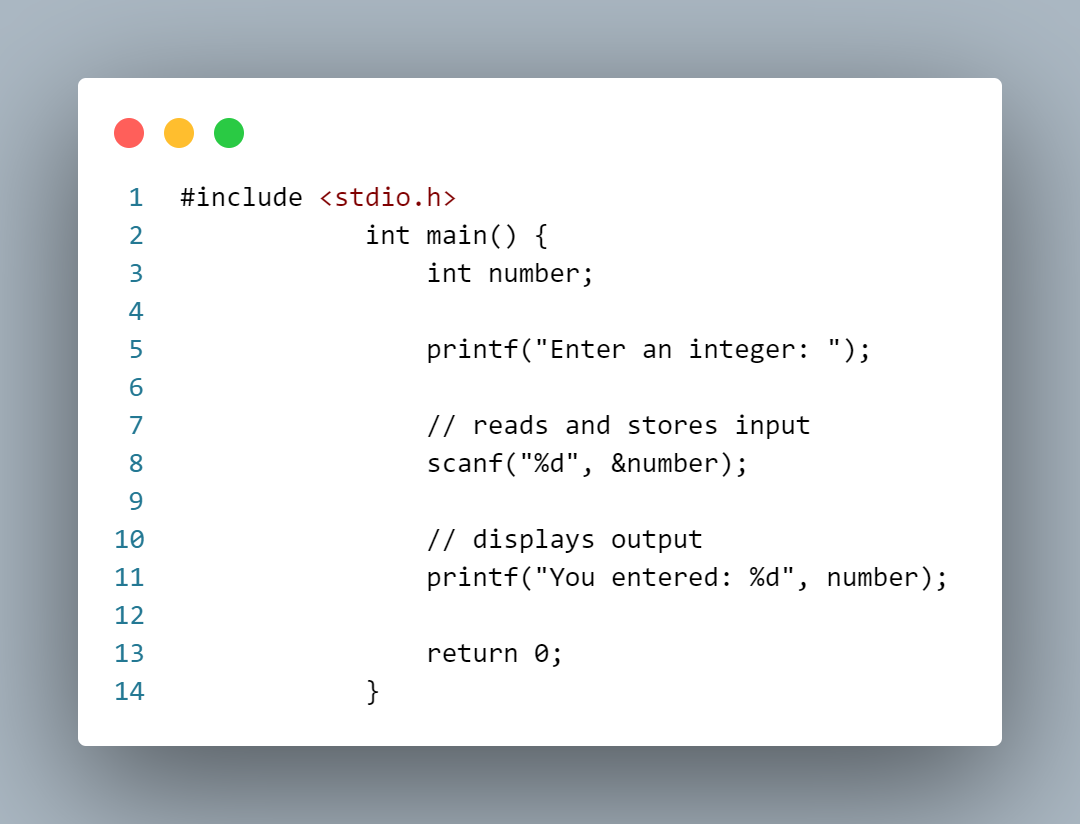 1 #include <stdio.h>
2             int main() {
3                 int number;
4
5                 printf("Enter an integer: ");
6
7                 // reads and stores input
8                 scanf("%d", &number);
9
10                 // displays output
11                 printf("You entered: %d", number);
12
13                 return 0;
14             }